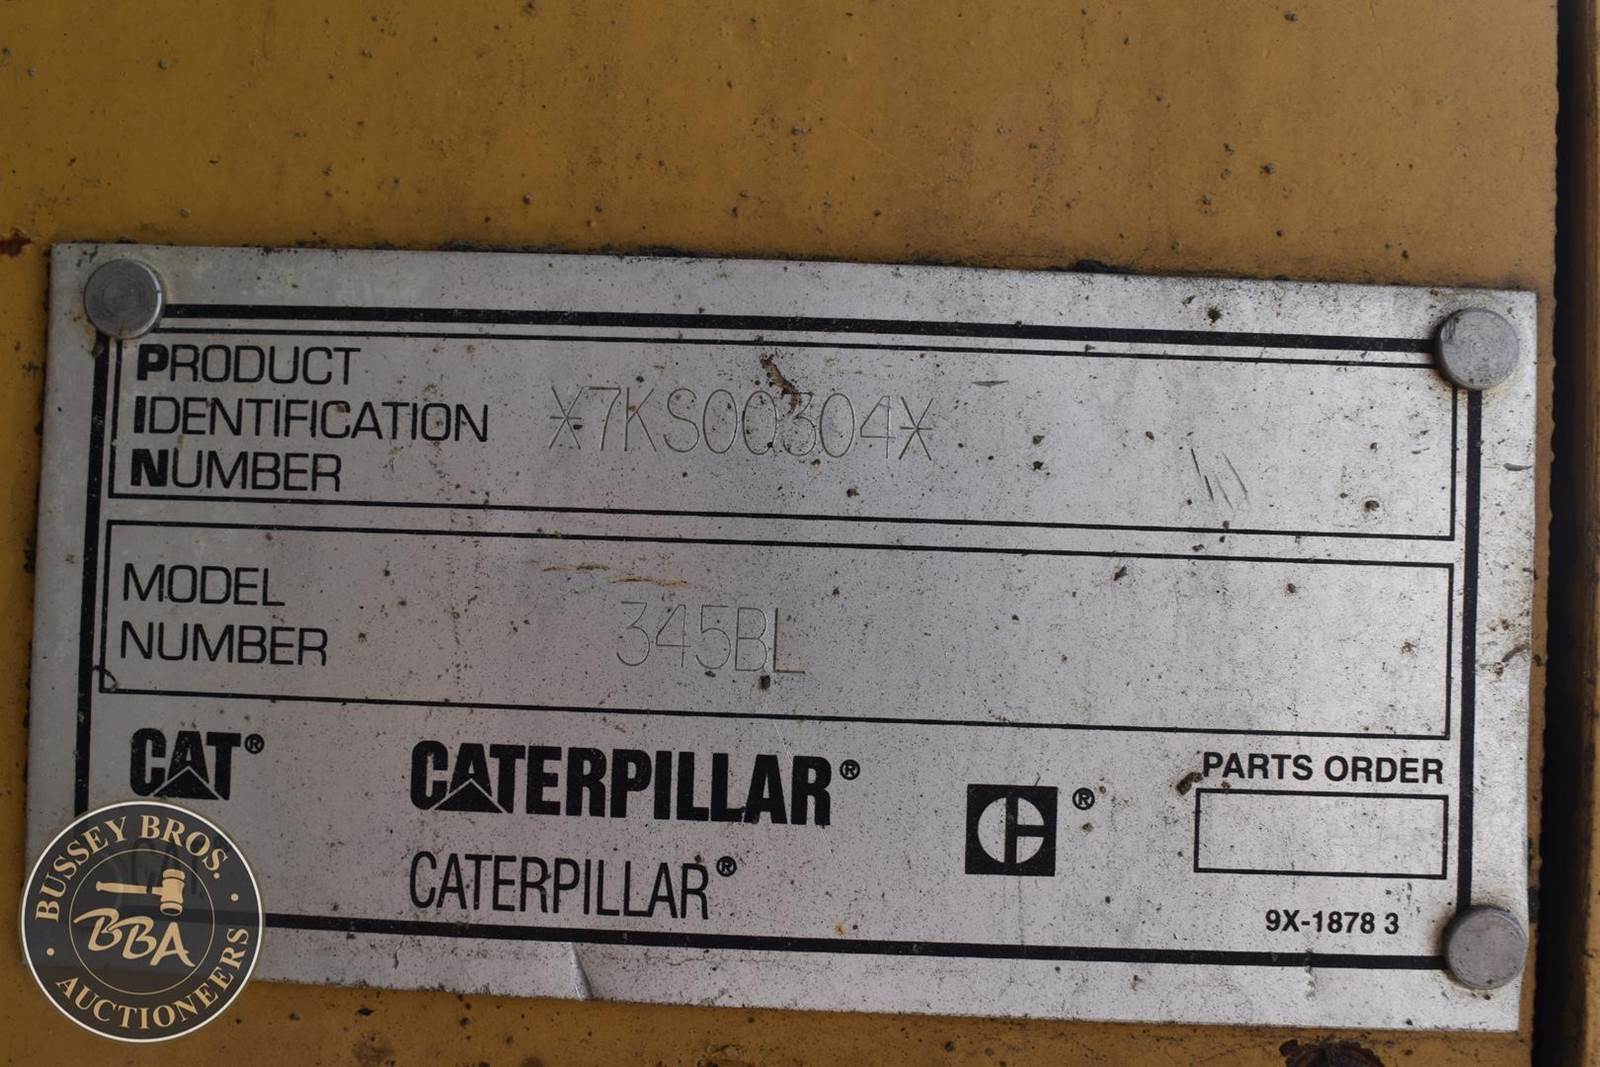 PRODUCT
IDENTIFICATION
NUMBER
*7KS00304*
MODEL
NUMBER
345BL
CAT®
CATERPILLAR®
CATERPILLAR®
®
PARTS ORDER
9X-1878 3
BUSSEY BROS.
BBA
AUCTIONEERS